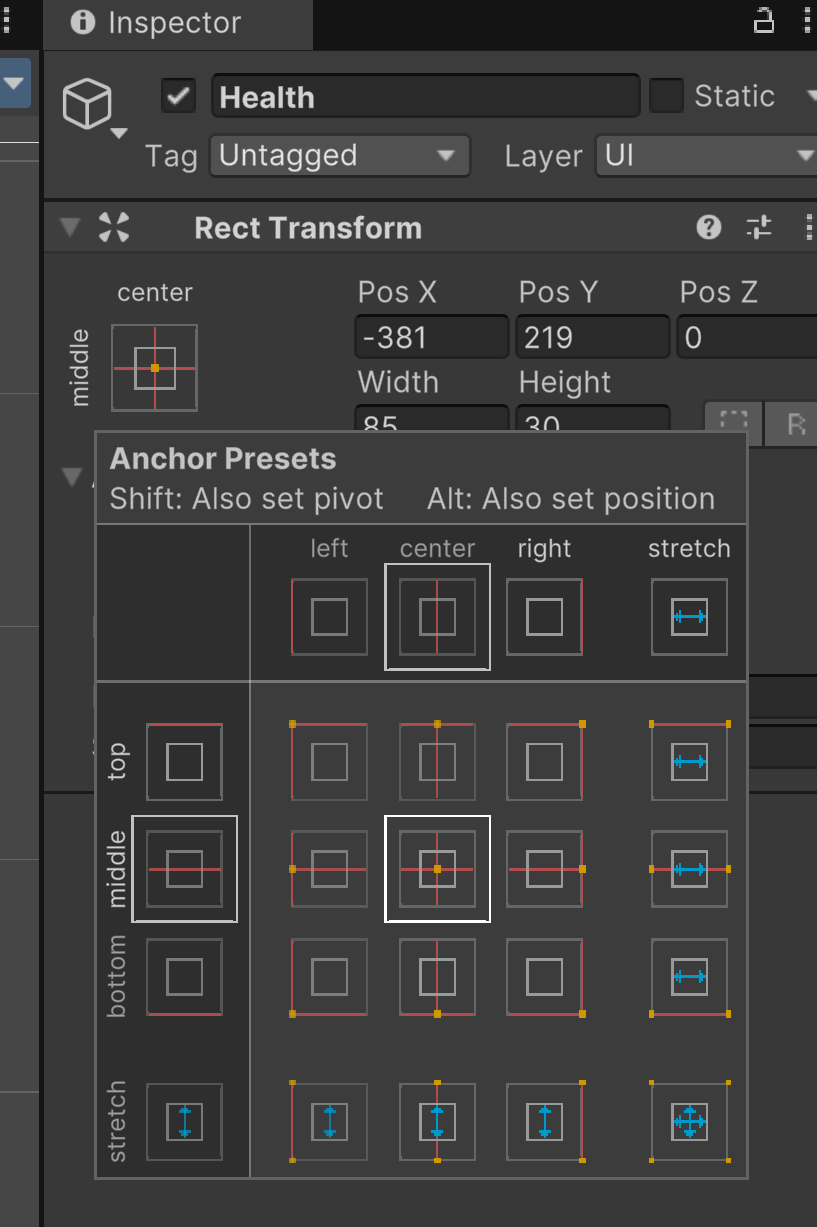 Inspector
Health
Static
Tag Untagged Layer UI
Rect Transform
center
middle
Pos X Pos Y Pos Z
-381 219 0
Width Height
85 30
R
Anchor Presets
Shift: Also set pivot Alt: Also set position
left center right stretch
top
middle
bottom
stretch